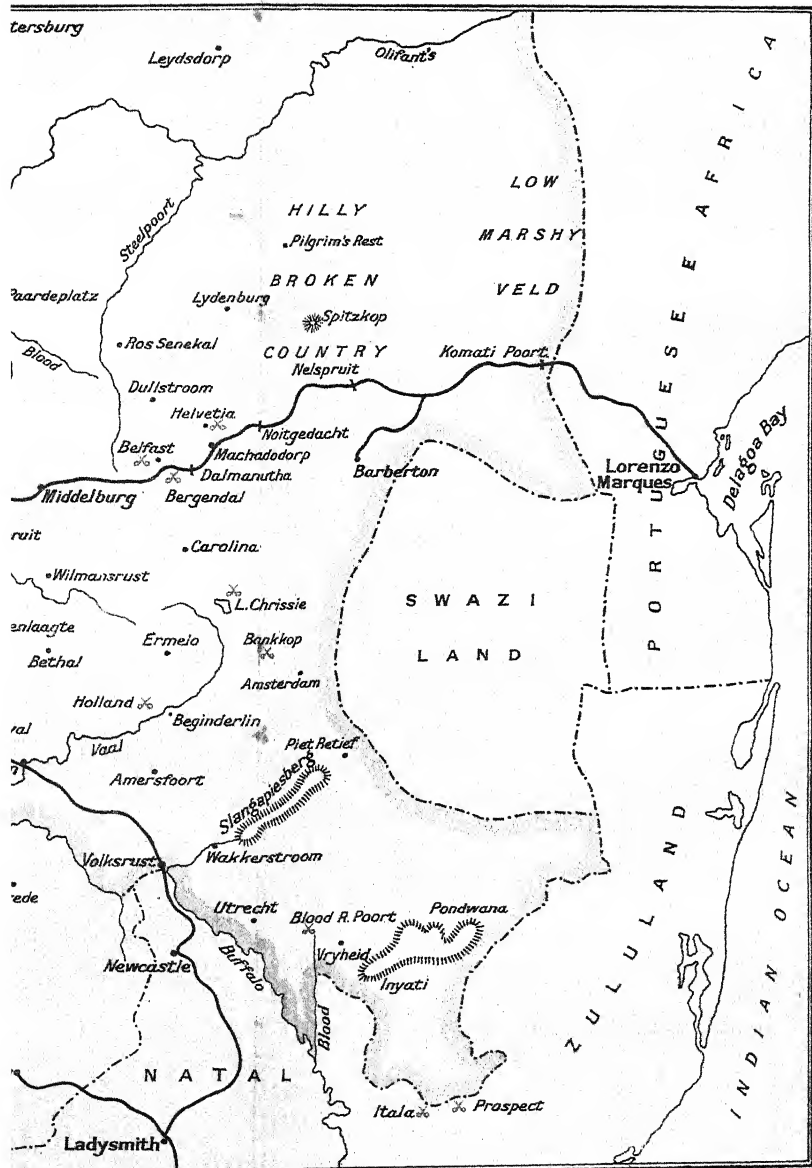 tersburg
Leydsdorp
Olifant's
Steelpoort
HILLY
BROKEN
COUNTRY
LOW
MARSHY
VELD
PORTUGUESE AFRICA
Pilgrim's Rest
Paardeplatz
Lydenburg
Spitzkop
Ros Senekal
Blood
Komati Poort
Nelspruit
Dullstroom
Helvetia
Noitgedacht
Belfast
Machadodorp
Dalmanutha
Barberton
Middelburg
Bergendal
Lorenzo
Marques
Delagoa Bay
ruit
Carolina
Wilmansrust
L. Chrissie
SWAZI
LAND
enlaagte
Ermelo
Bankkop
Bethal
Amsterdam
Holland
Beginderlin
val
Vaal
Piet Retief
Amersfoort
Slangapiesberg
Volksrust
Wakkerstroom
rede
Utrecht
Blood R. Poort
Pondwana
Vryheid
Newcastle
Buffalo
Inyati
Blood
ZULULAND
INDIAN OCEAN
NATAL
Itala
Prospect
Ladysmith